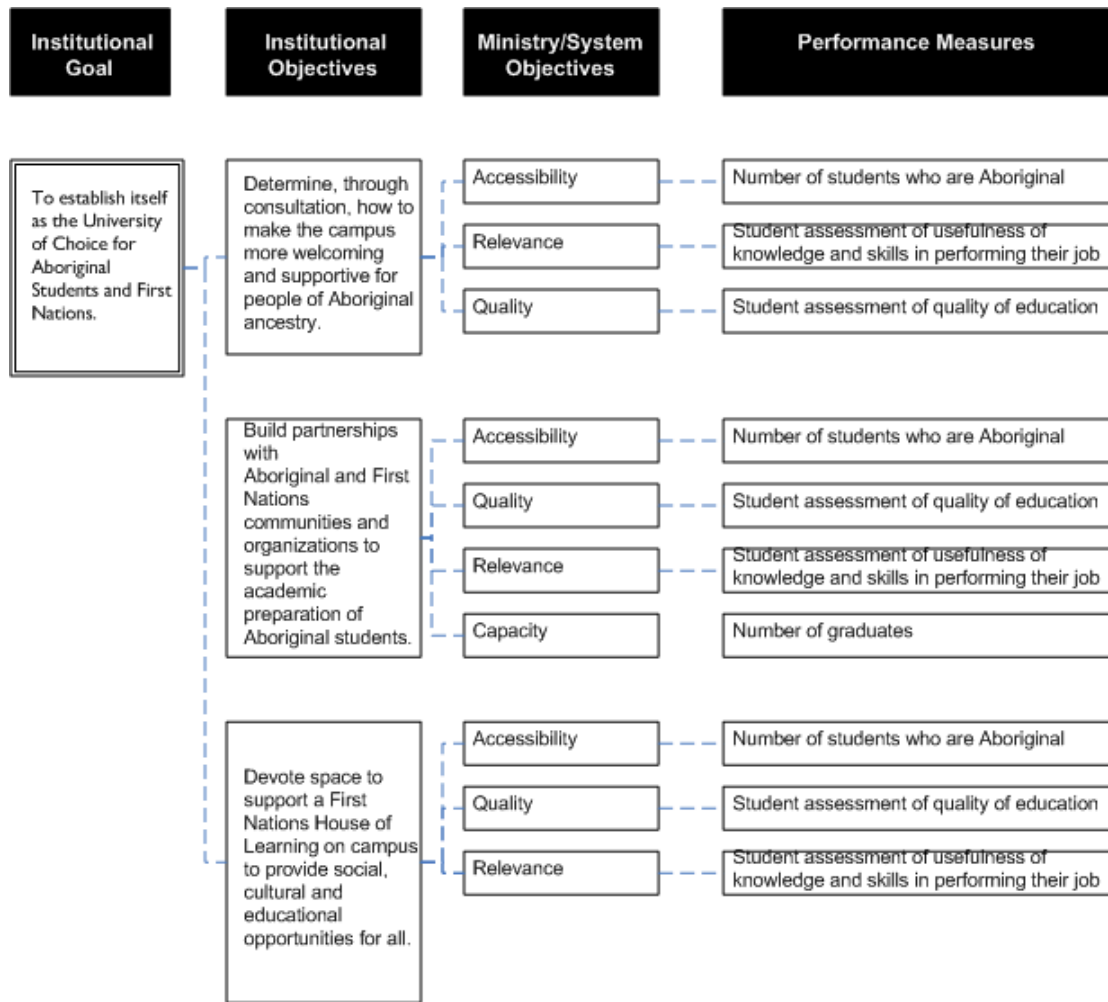 Institutional
Goal
Institutional
Objectives
Ministry/System
Objectives
Performance Measures
To establish itself
as the University
of Choice for
Aboriginal
Students and First
Nations.
Determine, through
consultation, how to
make the campus
more welcoming
and supportive for
people of Aboriginal
ancestry.
Accessibility
Number of students who are Aboriginal
Relevance
Student assessment of usefulness of
knowledge and skills in performing their job
Quality
Student assessment of quality of education
Build partnerships
with
Aboriginal and First
Nations
communities and
organizations to
support the
academic
preparation of
Aboriginal students.
Accessibility
Number of students who are Aboriginal
Quality
Student assessment of quality of education
Relevance
Student assessment of usefulness of
knowledge and skills in performing their job
Capacity
Number of graduates
Devote space to
support a First
Nations House of
Learning on campus
to provide social,
cultural and
educational
opportunities for all.
Accessibility
Number of students who are Aboriginal
Quality
Student assessment of quality of education
Relevance
Student assessment of usefulness of
knowledge and skills in performing their job